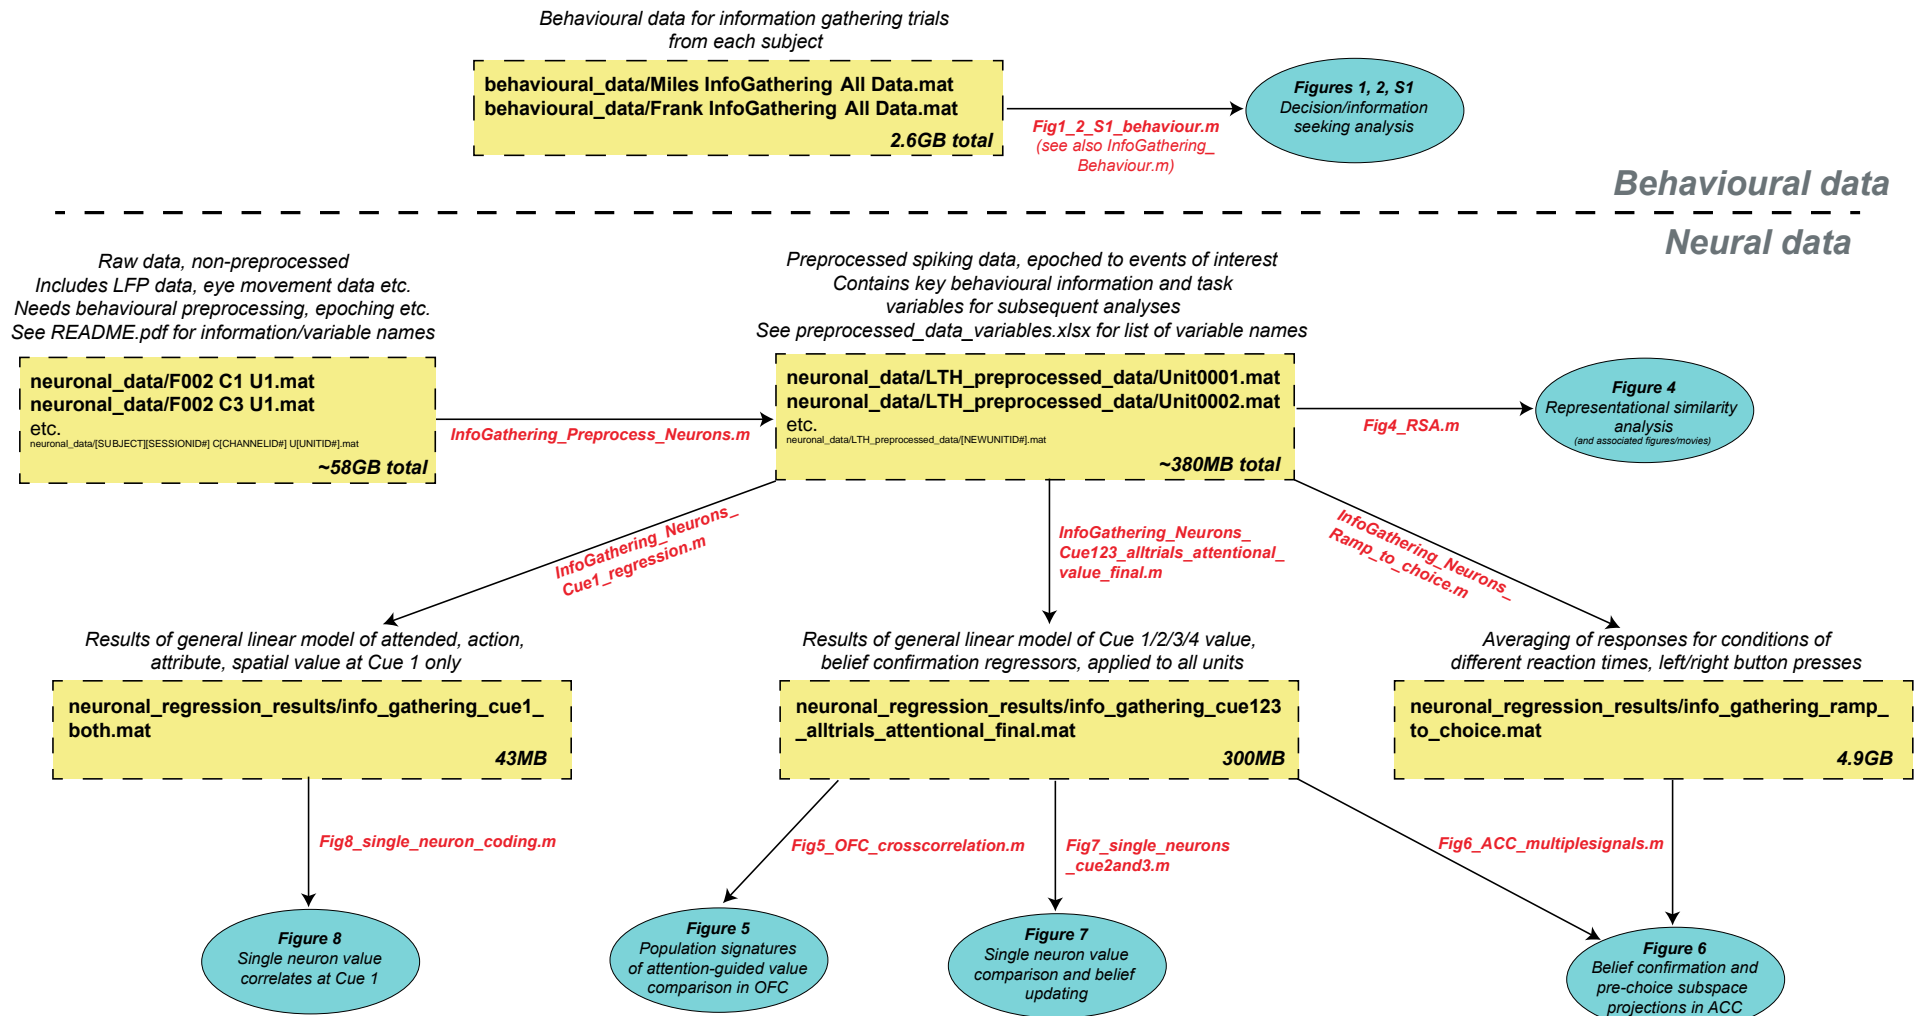 Behavioural data for information gathering trials
from each subject
behavioural_data/Miles InfoGathering All Data.mat
behavioural_data/Frank InfoGathering All Data.mat
2.6GB total
Fig1_2_S1_behaviour.m
(see also InfoGathering_
Behaviour.m)
Figures 1, 2, S1
Decision/information
seeking analysis
Behavioural data
Neural data
Raw data, non-preprocessed
Includes LFP data, eye movement data etc.
Needs behavioural preprocessing, epoching etc.
See README.pdf for information/variable names
neuronal_data/F002 C1 U1.mat
neuronal_data/F002 C3 U1.mat
etc.
neuronal_data/[SUBJECT][SESSIONID#] C[CHANNELID#] U[UNITID#].mat
~58GB total
InfoGathering_Preprocess_Neurons.m
Preprocessed spiking data, epoched to events of interest
Contains key behavioural information and task
variables for subsequent analyses
See preprocessed_data_variables.xlsx for list of variable names
neuronal_data/LTH_preprocessed_data/Unit0001.mat
neuronal_data/LTH_preprocessed_data/Unit0002.mat
etc.
neuronal_data/LTH_preprocessed_data/[NEWUNITID#].mat
~380MB total
Fig4_RSA.m
Figure 4
Representational similarity
analysis
(and associated figures/movies)
InfoGathering_Neurons_
Cue1_regression.m
InfoGathering_Neurons_
Cue123_alltrials_attentional_
value_final.m
InfoGathering_Neurons_
Ramp_to_choice.m
Results of general linear model of attended, action,
attribute, spatial value at Cue 1 only
neuronal_regression_results/info_gathering_cue1_
both.mat
43MB
Results of general linear model of Cue 1/2/3/4 value,
belief confirmation regressors, applied to all units
neuronal_regression_results/info_gathering_cue123
_alltrials_attentional_final.mat
300MB
Averaging of responses for conditions of
different reaction times, left/right button presses
neuronal_regression_results/info_gathering_ramp_
to_choice.mat
4.9GB
Fig8_single_neuron_coding.m
Fig5_OFC_crosscorrelation.m
Fig7_single_neurons
_cue2and3.m
Fig6_ACC_multiplesignals.m
Figure 8
Single neuron value
correlates at Cue 1
Figure 5
Population signatures
of attention-guided value
comparison in OFC
Figure 7
Single neuron value
comparison and belief
updating
Figure 6
Belief confirmation and
pre-choice subspace
projections in ACC